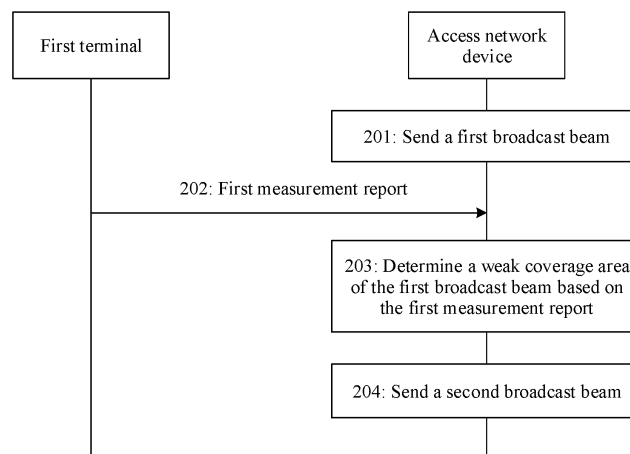 First terminal
Access network
device
201: Send a first broadcast beam
202: First measurement report
203: Determine a weak coverage area
of the first broadcast beam based on
the first measurement report
204: Send a second broadcast beam